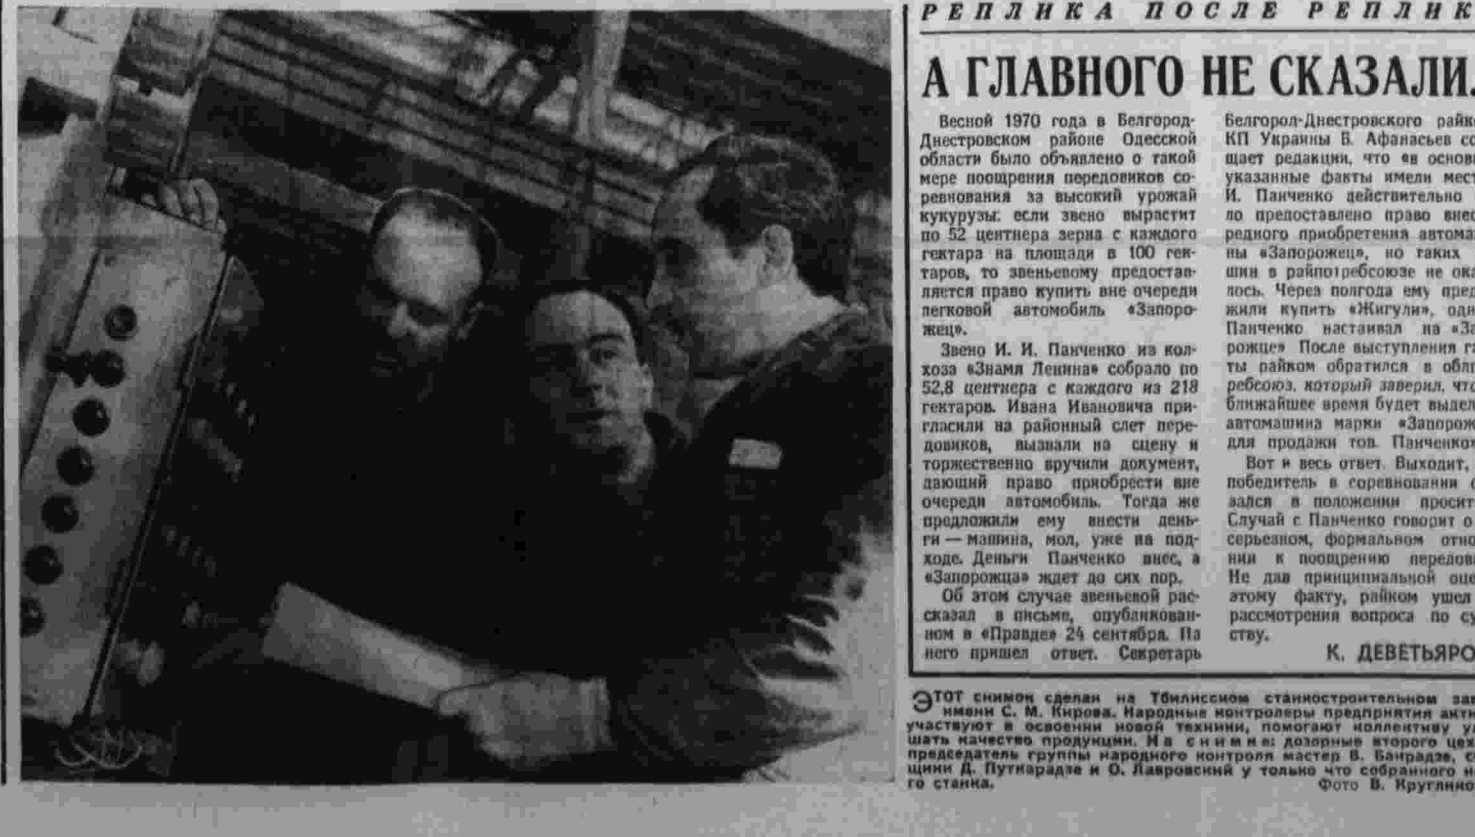 РЕПЛИКА ПОСЛЕ РЕПЛИК
А ГЛАВНОГО НЕ СКАЗАЛИ.
Весной 1970 года в Белгород-
Днестровском районе Одесской
области было объявлено о такой
мере поощрения передовиков со-
ревнования за высокий урожай
кукурузы: если звено вырастит
по 52 центнера зерна с каждого
гектара на площади в 100 гек-
таров, то звеньевому предостав-
ляется право купить вне очереди
легковой автомобиль «Запоро-
жец».
Звено И. И. Панченко из кол-
хоза «Знамя Ленина» собрало по
52,8 центнера с каждого из 218
гектаров. Ивана Ивановича при-
гласили на районный слет пере-
довиков, вызвали на сцену и
торжественно вручили документ,
дающий право приобрести вне
очереди автомобиль. Тогда же
предложили ему внести день-
ги — машина, мол, уже на под-
ходе. Деньги Панченко внес, а
«Запорожца» ждет до сих пор.
Об этом случае звеньевой рас-
сказал в письме, опубликован-
ном в «Правде» 24 сентября. На
него пришел ответ. Секретарь
Белгород-Днестровского райк
КП Украины Б. Афанасьев со
щает редакции, что «в основ
указанные факты имели мест
И. Панченко действительно
ло предоставлено право внео
редного приобретения автома
ны «Запорожец», но таких
шин в райпотребсоюзе не ока
лось. Через полгода ему пред
жили купить «Жигули», одн
Панченко настаивал на «За
рожце» После выступления га
ты райком обратился в облп
ребсоюз, который заверил, что
ближайшее время будет выдел
автомашина марки «Запорож
для продажи тов. Панченко
Вот и весь ответ. Выходит,
победитель в соревновании о
зался в положении просит
Случай с Панченко говорит о
серьезном, формальном отно
нии к поощрению передов
Не дав принципиальной оце
этому факту, райком ушел
рассмотрения вопроса по су
ству.
К. ДЕВЕТЬЯРО
ЭТОТ снимок сделан на Тбилисском станкостроительном зав
имени С. М. Кирова. Народные контролеры предприятия акти
участвуют в освоении новой техники, помогают коллективу у
шать качество продукции. На снимке: дозорные второго цех
председатель группы народного контроля мастер В. Баирадзе, с
щики Д. Путкарадзе и О. Лавровский у только что собранного н
го станка.
Фото В. Кругликo